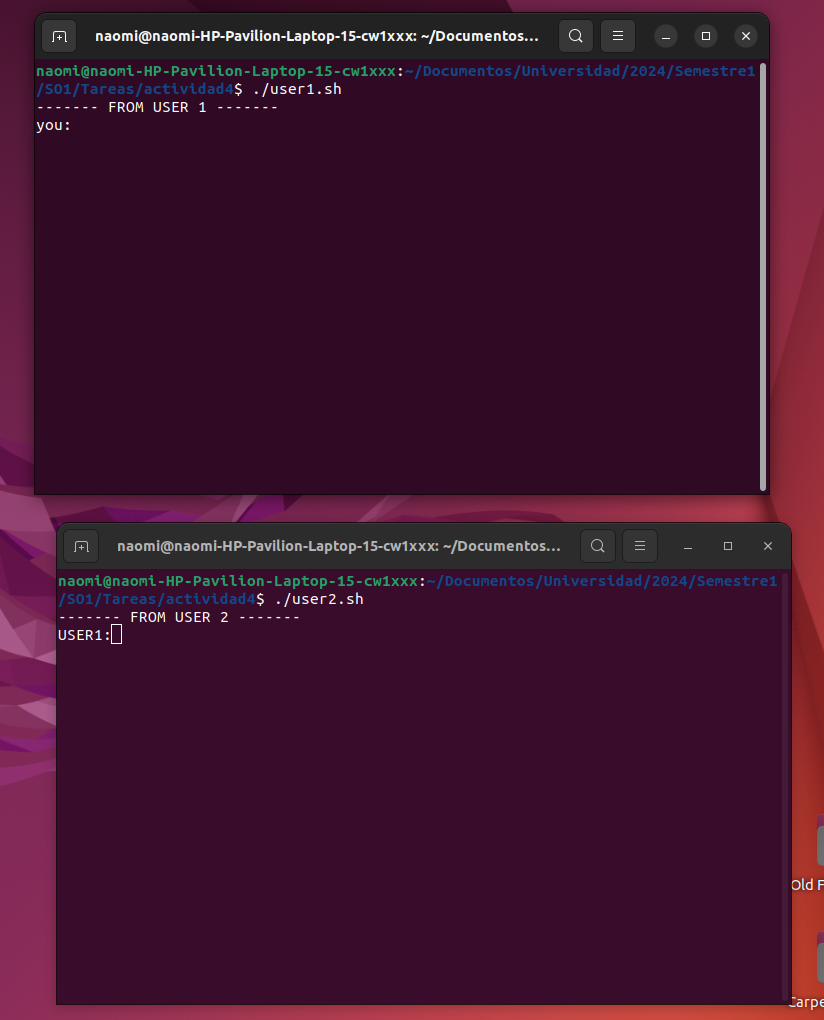 naomi@naomi-HP-Pavilion-Laptop-15-cw1xxx: ~/Documentos...
naomi@naomi-HP-Pavilion-Laptop-15-cw1xxx:~/Documentos/Universidad/2024/Semestre1
/SO1/Tareas/actividad4$ ./user1.sh
------- FROM USER 1 -------
you:
naomi@naomi-HP-Pavilion-Laptop-15-cw1xxx: ~/Documentos...
naomi@naomi-HP-Pavilion-Laptop-15-cw1xxx:~/Documentos/Universidad/2024/Semestre1
/SO1/Tareas/actividad4$ ./user2.sh
------- FROM USER 2 -------
USER1:
Old F
Carpe